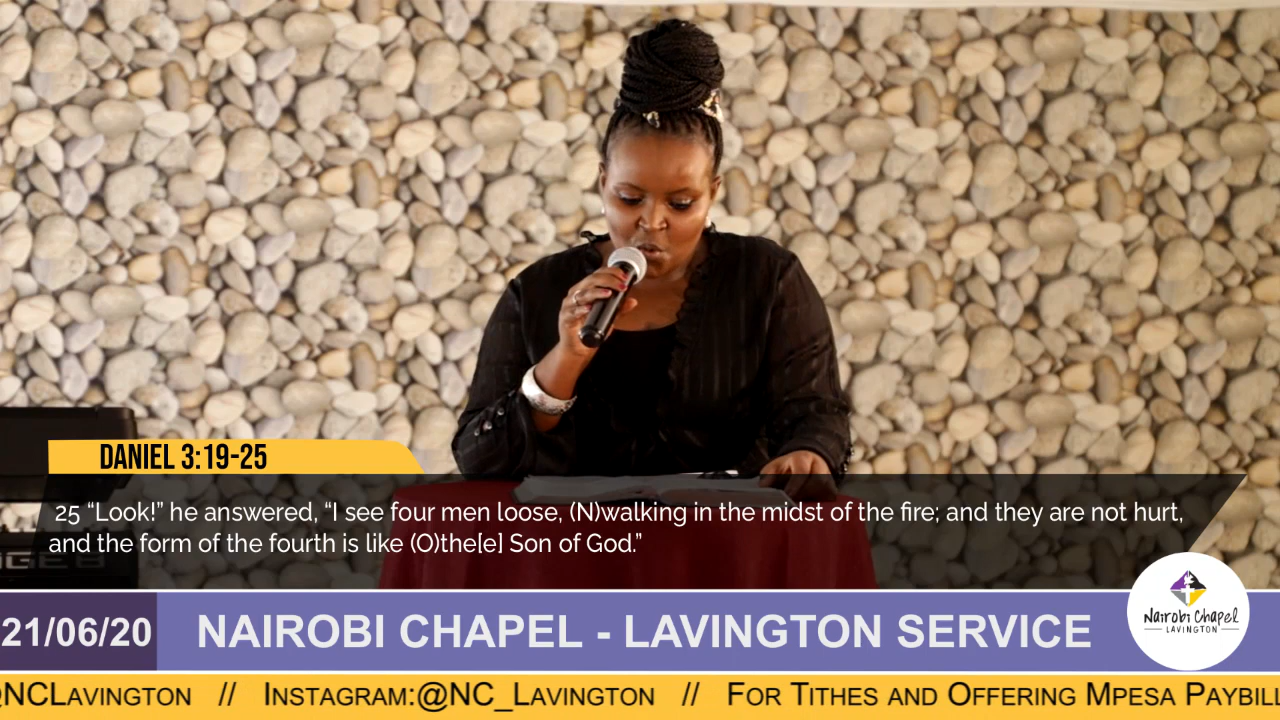 DANIEL 3:19-25
25 “Look!” he answered, “I see four men loose, (N)walking in the midst of the fire; and they are not hurt,
and the form of the fourth is like (O)the[e] Son of God.”
21/06/20
NAIROBI CHAPEL - LAVINGTON SERVICE
Nairobi Chapel
LAVINGTON
@NCLAVINGTON // INSTAGRAM:@NC_LAVINGTON // FOR TITHES AND OFFERING MPESA PAYBILL